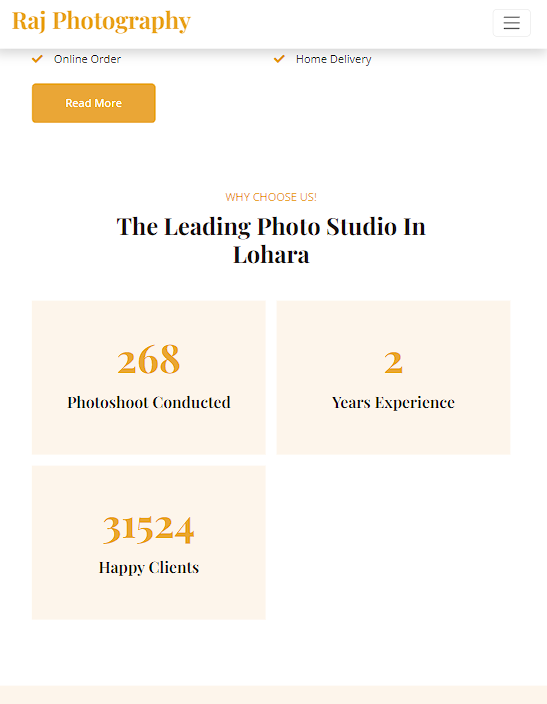 Raj Photography
Online Order
Home Delivery
Read More
WHY CHOOSE US!
The Leading Photo Studio In
Lohara
268
Photoshoot Conducted
2
Years Experience
31524
Happy Clients